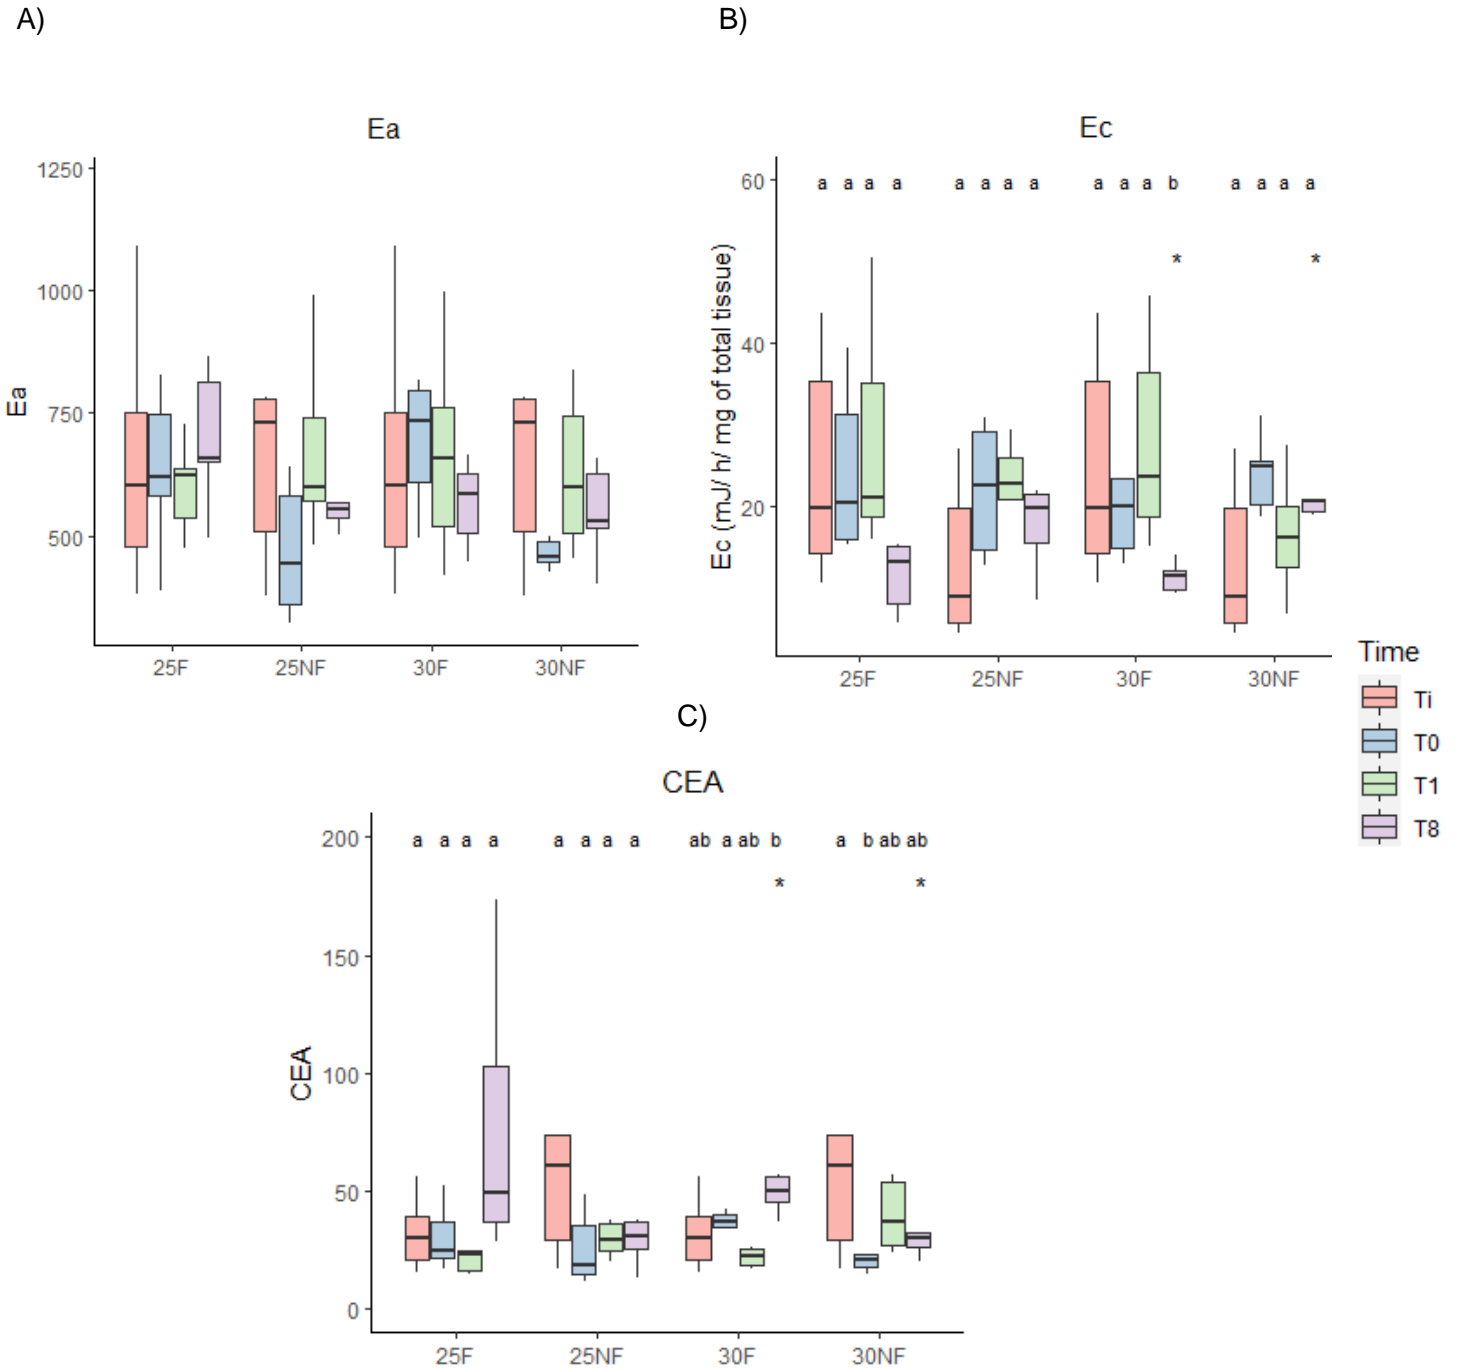 A)
Ea
1250
1000
750
500
Ea
25F 25NF 30F 30NF
B)
Ec
60
40
20
Ec (mJ/ h/ mg of total tissue)
a a a a a a a a a a a b a a a a
* *
25F 25NF 30F 30NF
Time
Ti
T0
T1
T8
C)
CEA
200
150
100
50
0
CEA
a a a a a a a a ab a ab b a b ab ab
* *
25F 25NF 30F 30NF